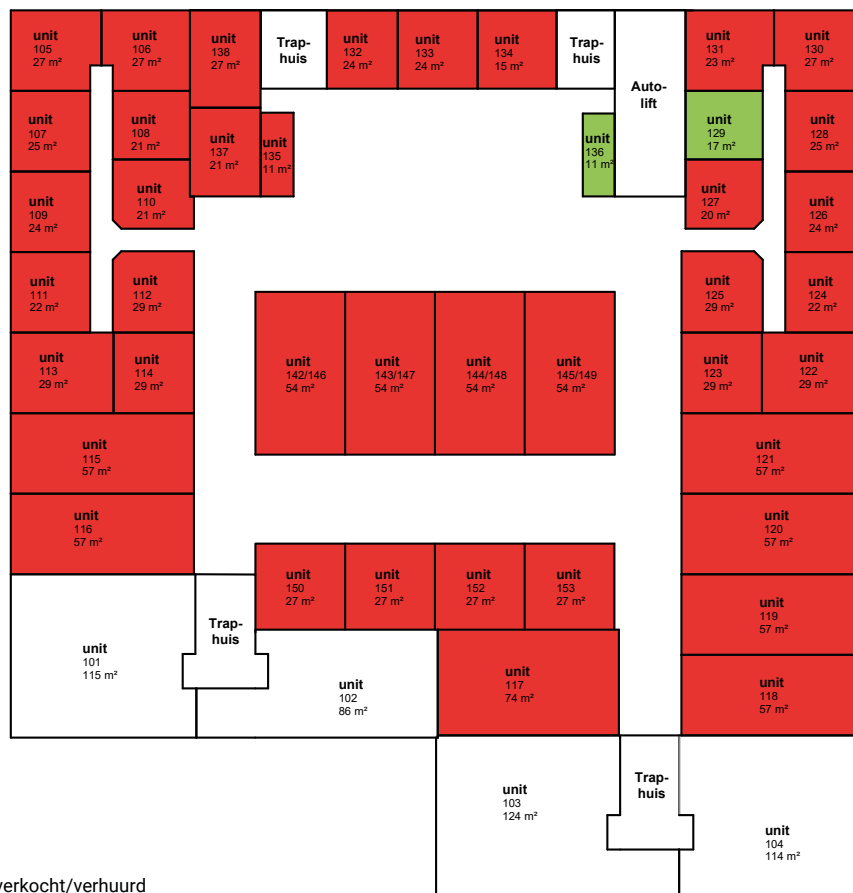 unit
105
27 m²
unit
106
27 m²
unit
138
27 m²
Trap-
huis
unit
132
24 m²
unit
133
24 m²
unit
134
15 m²
Trap-
huis
Auto-
lift
unit
131
23 m²
unit
130
27 m²
unit
107
25 m²
unit
108
21 m²
unit
137
21 m²
unit
135
11 m²
unit
136
11 m²
unit
129
17 m²
unit
128
25 m²
unit
109
24 m²
unit
110
21 m²
unit
127
20 m²
unit
126
24 m²
unit
111
22 m²
unit
112
29 m²
unit
125
29 m²
unit
124
22 m²
unit
113
29 m²
unit
114
29 m²
unit
142/146
54 m²
unit
143/147
54 m²
unit
144/148
54 m²
unit
145/149
54 m²
unit
123
29 m²
unit
122
29 m²
unit
115
57 m²
unit
121
57 m²
unit
116
57 m²
unit
120
57 m²
unit
150
27 m²
unit
151
27 m²
unit
152
27 m²
unit
153
27 m²
unit
119
57 m²
Trap-
huis
unit
101
115 m²
unit
102
86 m²
unit
117
74 m²
unit
118
57 m²
unit
103
124 m²
Trap-
huis
unit
104
114 m²
verkocht/verhuurd